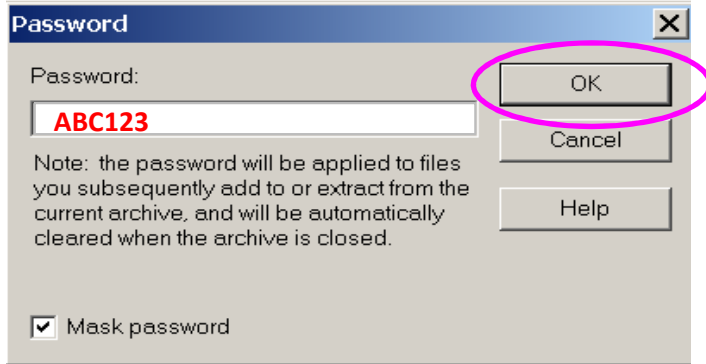 Password
Password:
OK
ABC123
Cancel
Note: the password will be applied to files
you subsequently add to or extract from the
current archive, and will be automatically
cleared when the archive is closed.
Help
Mask password